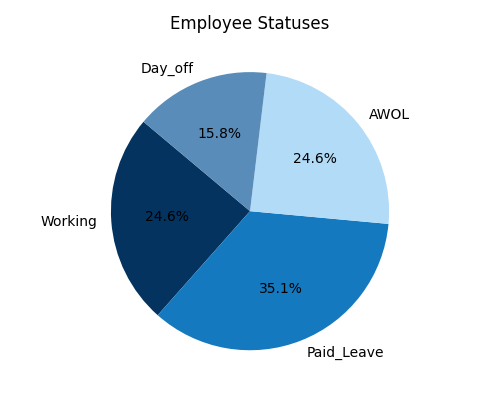 Employee Statuses
Day_off
15.8%
AWOL
24.6%
Working
24.6%
Paid_Leave
35.1%